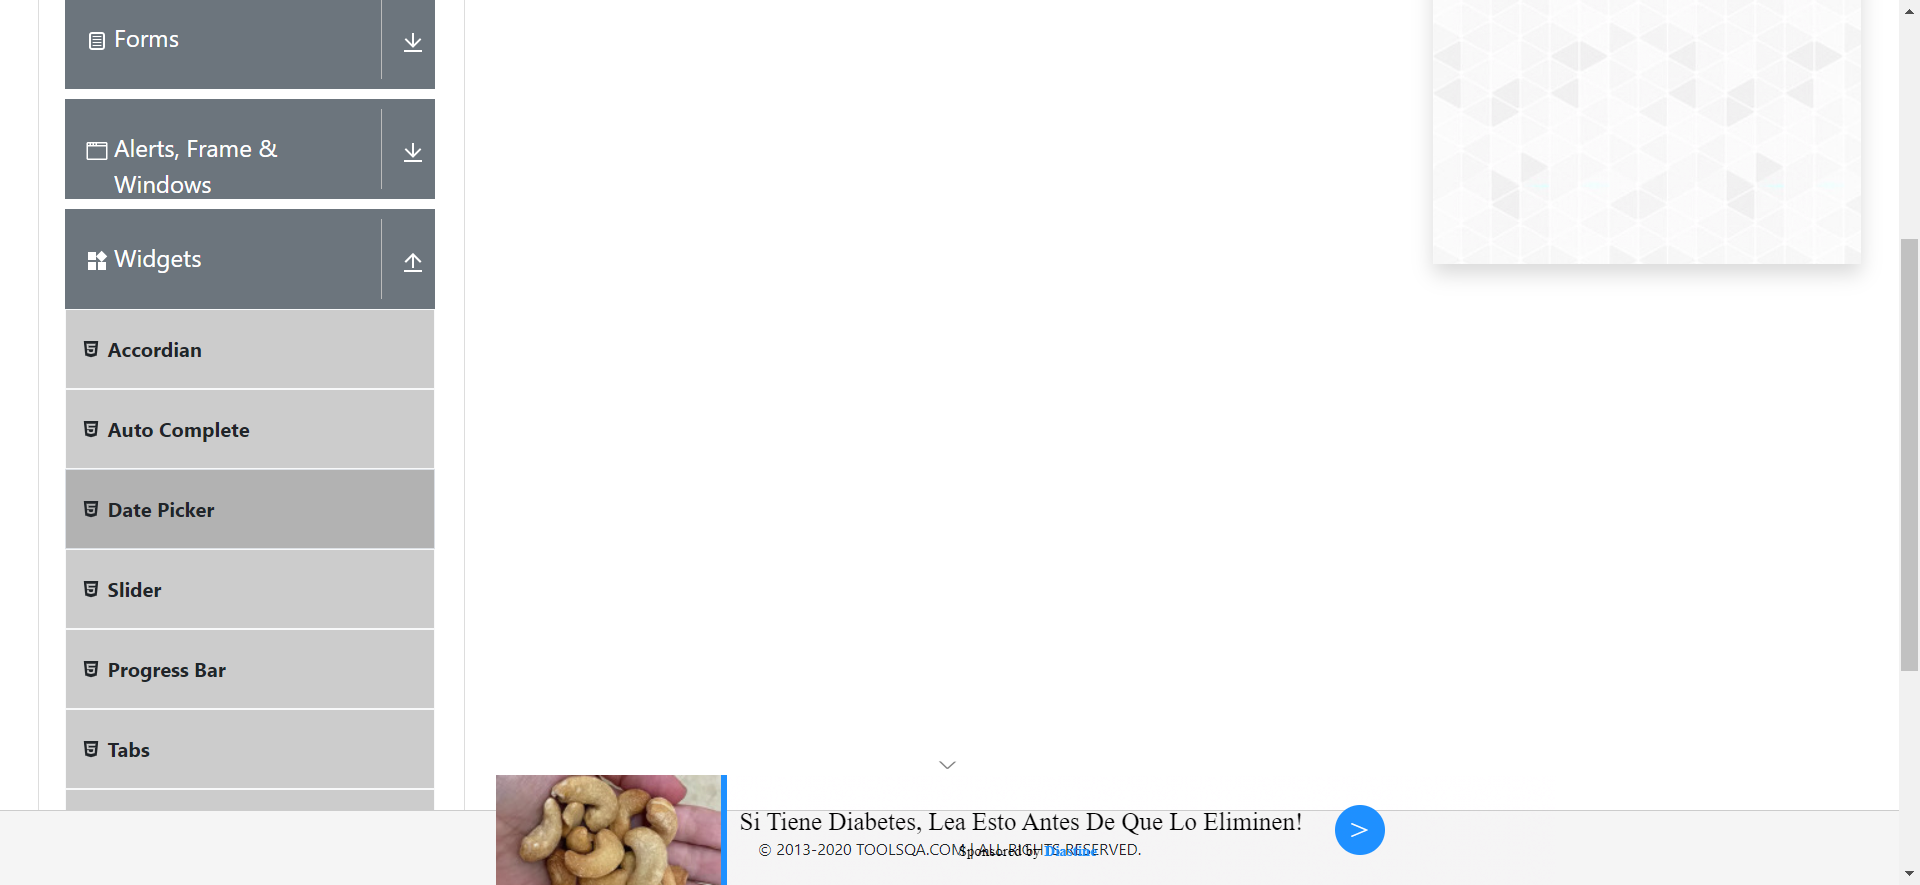 Forms
Alerts, Frame &
Windows
Widgets
Accordian
Auto Complete
Date Picker
Slider
Progress Bar
Tabs
Si Tiene Diabetes, Lea Esto Antes De Que Lo Eliminen!
>
© 2013-2020 TOOLSQA.COM | ALL RIGHTS RESERVED.
Sponsored by